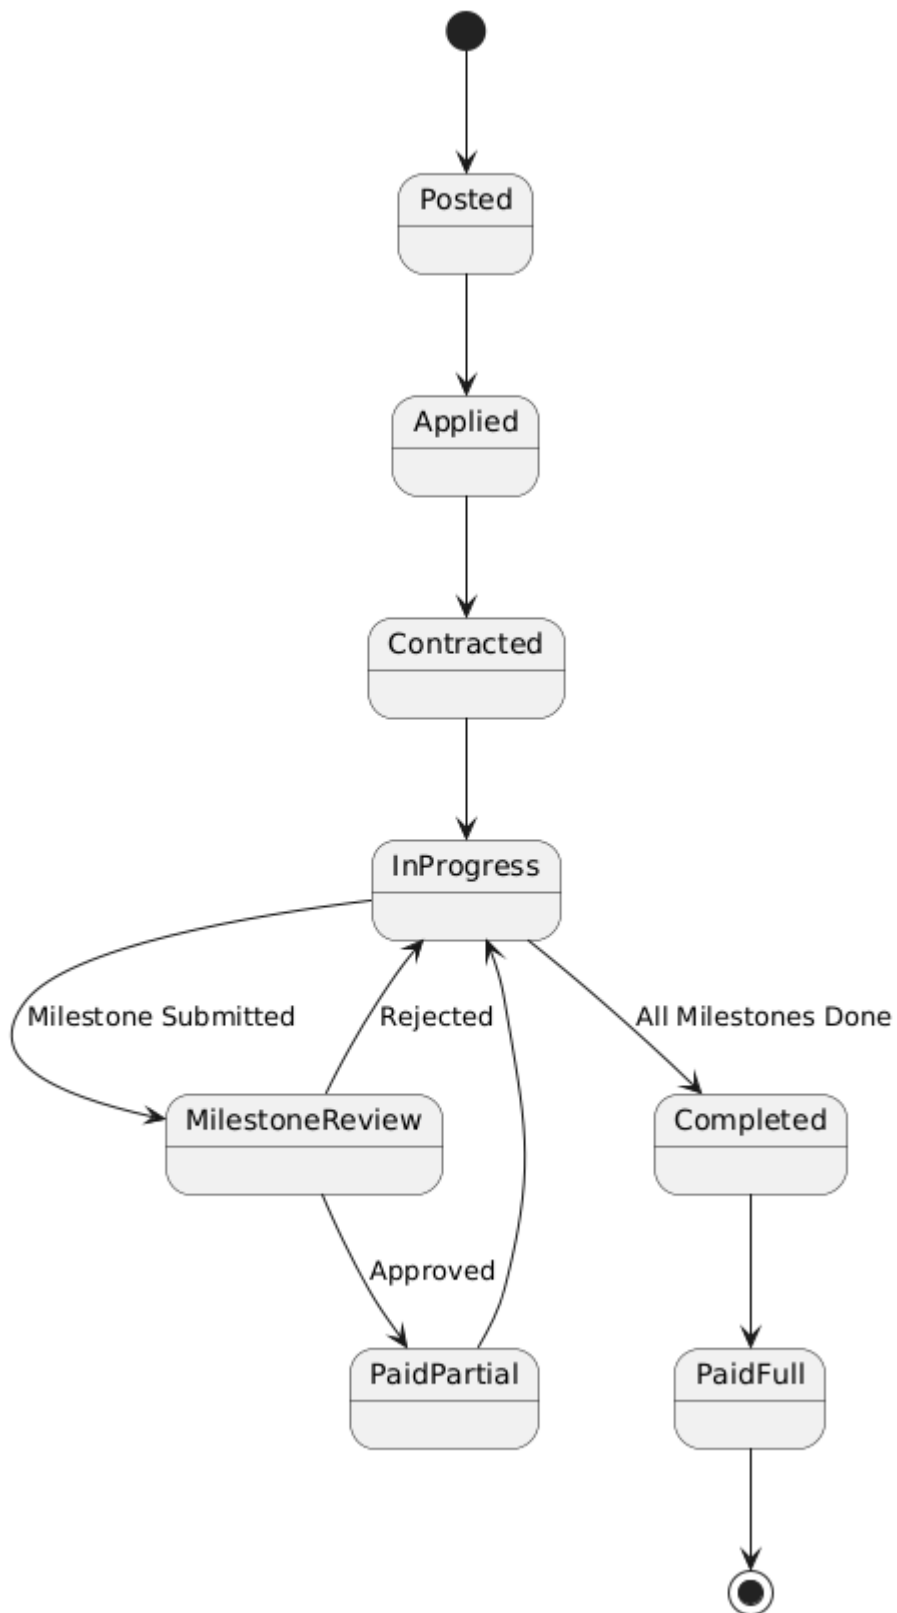 Posted
Applied
Contracted
InProgress
Milestone Submitted
Rejected
All Milestones Done
MilestoneReview
Completed
Approved
PaidPartial
PaidFull